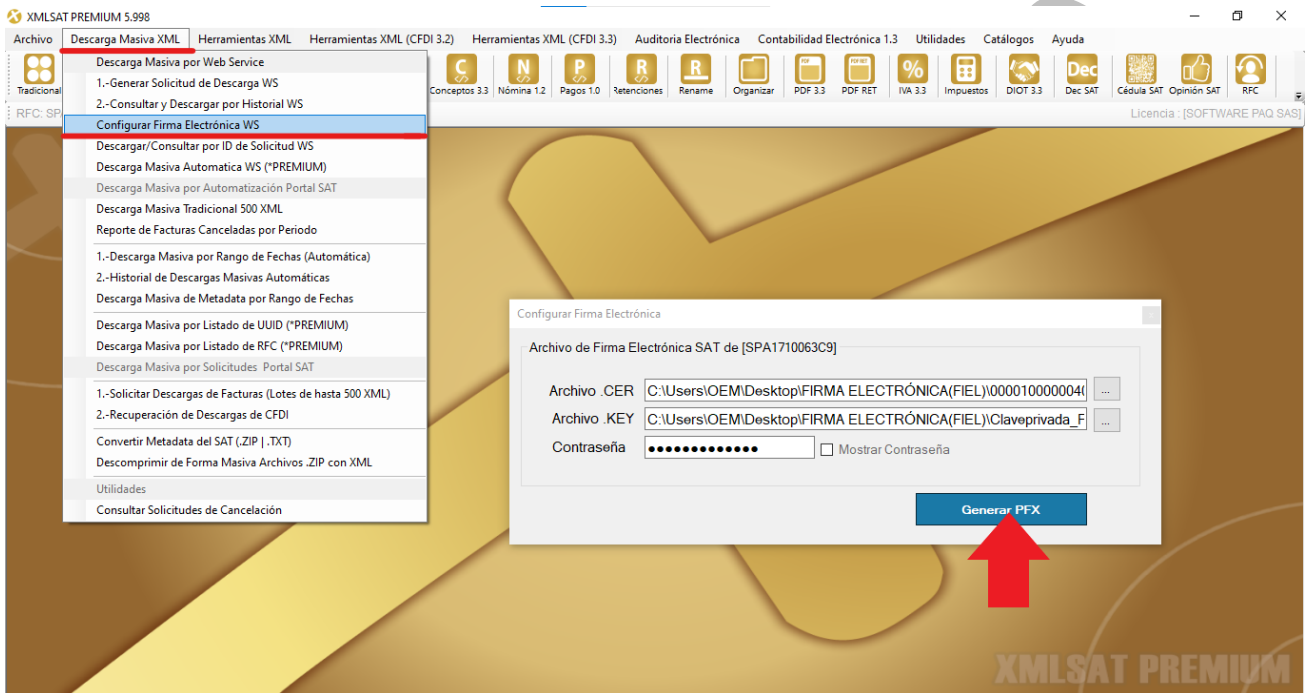 XMLSAT PREMIUM 5.998
Archivo Descarga Masiva XML Herramientas XML Herramientas XML (CFDI 3.2) Herramientas XML (CFDI 3.3) Auditoria Electrónica Contabilidad Electrónica 1.3 Utilidades Catálogos Ayuda
Tradicional Conceptos 3.3 Nómina 1.2 Pagos 1.0 Retenciones Rename Organizar PDF 3.3 PDF RET IVA 3.3 Impuestos DIOT 3.3 Dec SAT Cédula SAT Opinión SAT RFC
C N P R R PDF PDF RET % Dec
RFC: SP
Licencia : [SOFTWARE PAQ SAS]
Descarga Masiva por Web Service
1.-Generar Solicitud de Descarga WS
2.-Consultar y Descargar por Historial WS
Configurar Firma Electrónica WS
Descargar/Consultar por ID de Solicitud WS
Descarga Masiva Automatica WS (*PREMIUM)
Descarga Masiva por Automatización Portal SAT
Descarga Masiva Tradicional 500 XML
Reporte de Facturas Canceladas por Periodo
1.-Descarga Masiva por Rango de Fechas (Automática)
2.-Historial de Descargas Masivas Automáticas
Descarga Masiva de Metadata por Rango de Fechas
Descarga Masiva por Listado de UUID (*PREMIUM)
Descarga Masiva por Listado de RFC (*PREMIUM)
Descarga Masiva por Solicitudes Portal SAT
1.-Solicitar Descargas de Facturas (Lotes de hasta 500 XML)
2.-Recuperación de Descargas de CFDI
Convertir Metadata del SAT (.ZIP | .TXT)
Descomprimir de Forma Masiva Archivos .ZIP con XML
Utilidades
Consultar Solicitudes de Cancelación
Configurar Firma Electrónica
Archivo de Firma Electrónica SAT de [SPA1710063C9]
Archivo .CER C:\Users\OEM\Desktop\FIRMA ELECTRÓNICA(FIEL)\0000100000040 ...
Archivo .KEY C:\Users\OEM\Desktop\FIRMA ELECTRÓNICA(FIEL)\Claveprivada_F ...
Contraseña ●●●●●●●●●●●●● Mostrar Contraseña
Generar PFX
XMLSAT PREMIUM